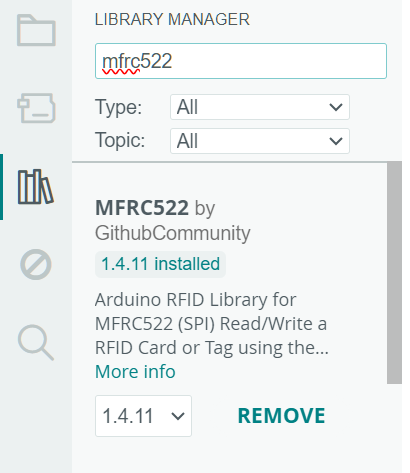 LIBRARY MANAGER
mfrc522
Type: All
Topic: All
MFRC522 by
GithubCommunity
1.4.11 installed
Arduino RFID Library for
MFRC522 (SPI) Read/Write a
RFID Card or Tag using the...
More info
1.4.11 REMOVE